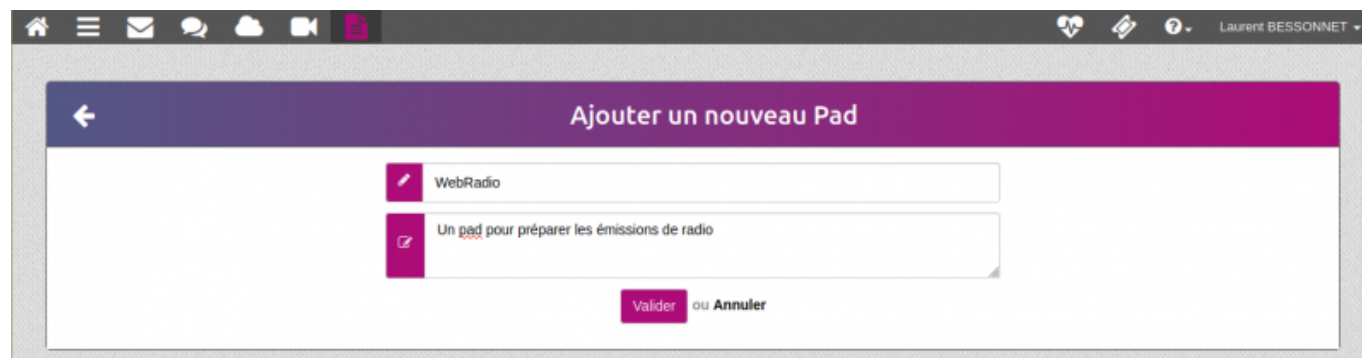 Laurent BESSONNET
Ajouter un nouveau Pad
WebRadio
Un pad pour préparer les émissions de radio
Valider ou Annuler